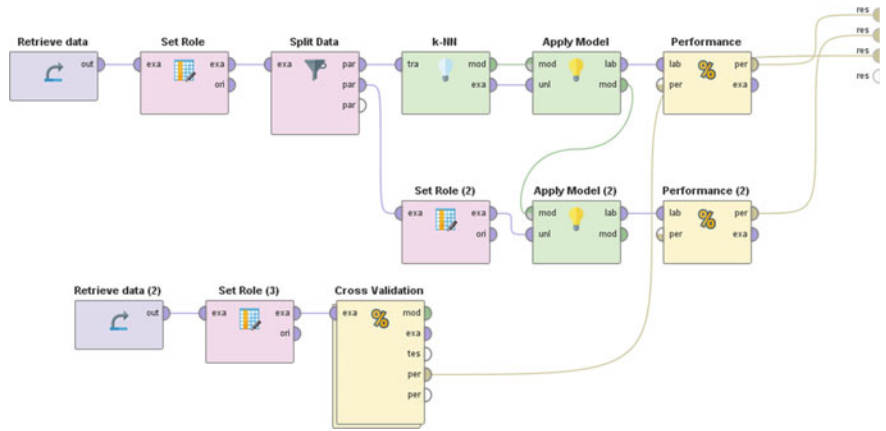 res
res
res
res
Retrieve data
out
Set Role
exa
exa
ori
Split Data
exa
par
par
par
k-NN
tra
mod
exa
Apply Model
mod
unl
lab
mod
Performance
lab
per
per
exa
Set Role (2)
exa
exa
ori
Apply Model (2)
mod
unl
lab
mod
Performance (2)
lab
per
per
exa
Retrieve data (2)
out
Set Role (3)
exa
exa
ori
Cross Validation
exa
mod
exa
tes
per
per